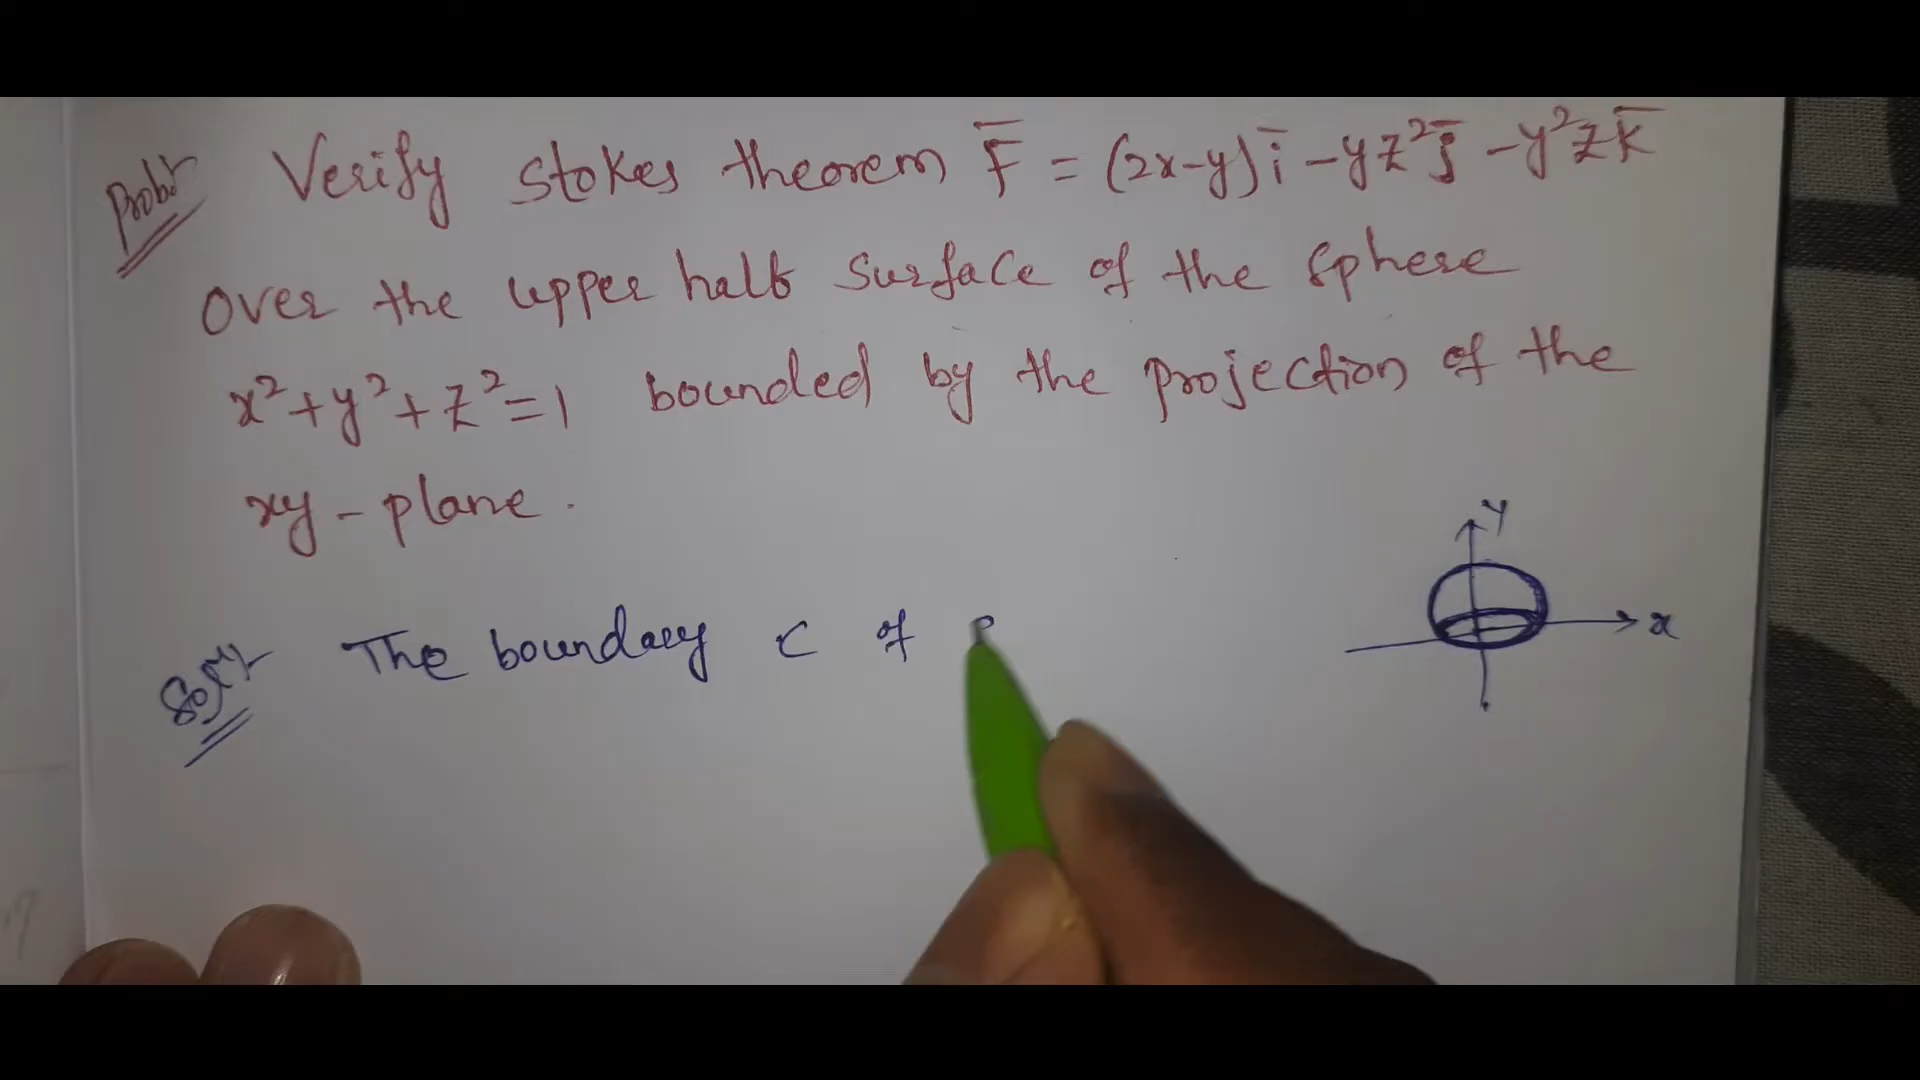 Prob:-
Verify stokes theorem F̅ = (2x-y)i̅ - yz²j̅ - y²zk̅
over the upper half surface of the sphere
x²+y²+z²=1 bounded by the projection of the
xy-plane.
y
x
Sol:-
The boundary C of